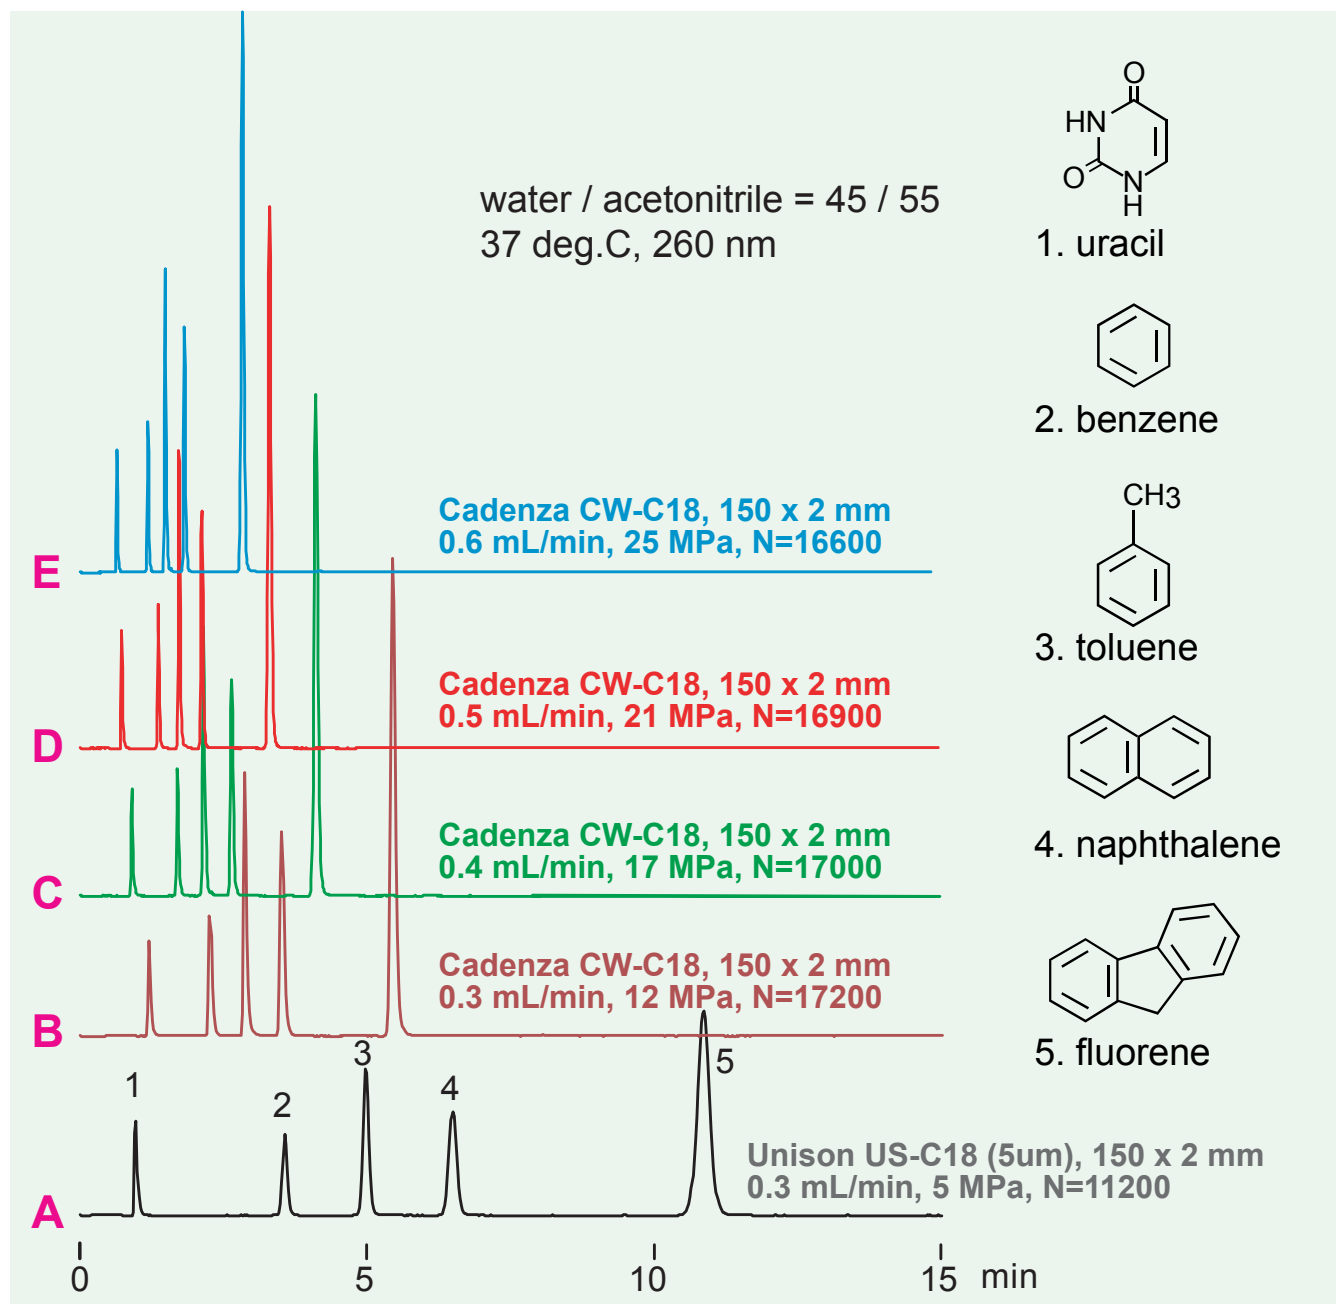 water / acetonitrile = 45 / 55
37 deg.C, 260 nm
O
HN
O
N
H
1. uracil
2. benzene
CH3
3. toluene
4. naphthalene
5. fluorene
E
Cadenza CW-C18, 150 x 2 mm
0.6 mL/min, 25 MPa, N=16600
D
Cadenza CW-C18, 150 x 2 mm
0.5 mL/min, 21 MPa, N=16900
C
Cadenza CW-C18, 150 x 2 mm
0.4 mL/min, 17 MPa, N=17000
B
Cadenza CW-C18, 150 x 2 mm
0.3 mL/min, 12 MPa, N=17200
A
1
2
3
4
5
Unison US-C18 (5um), 150 x 2 mm
0.3 mL/min, 5 MPa, N=11200
0 5 10 15 min